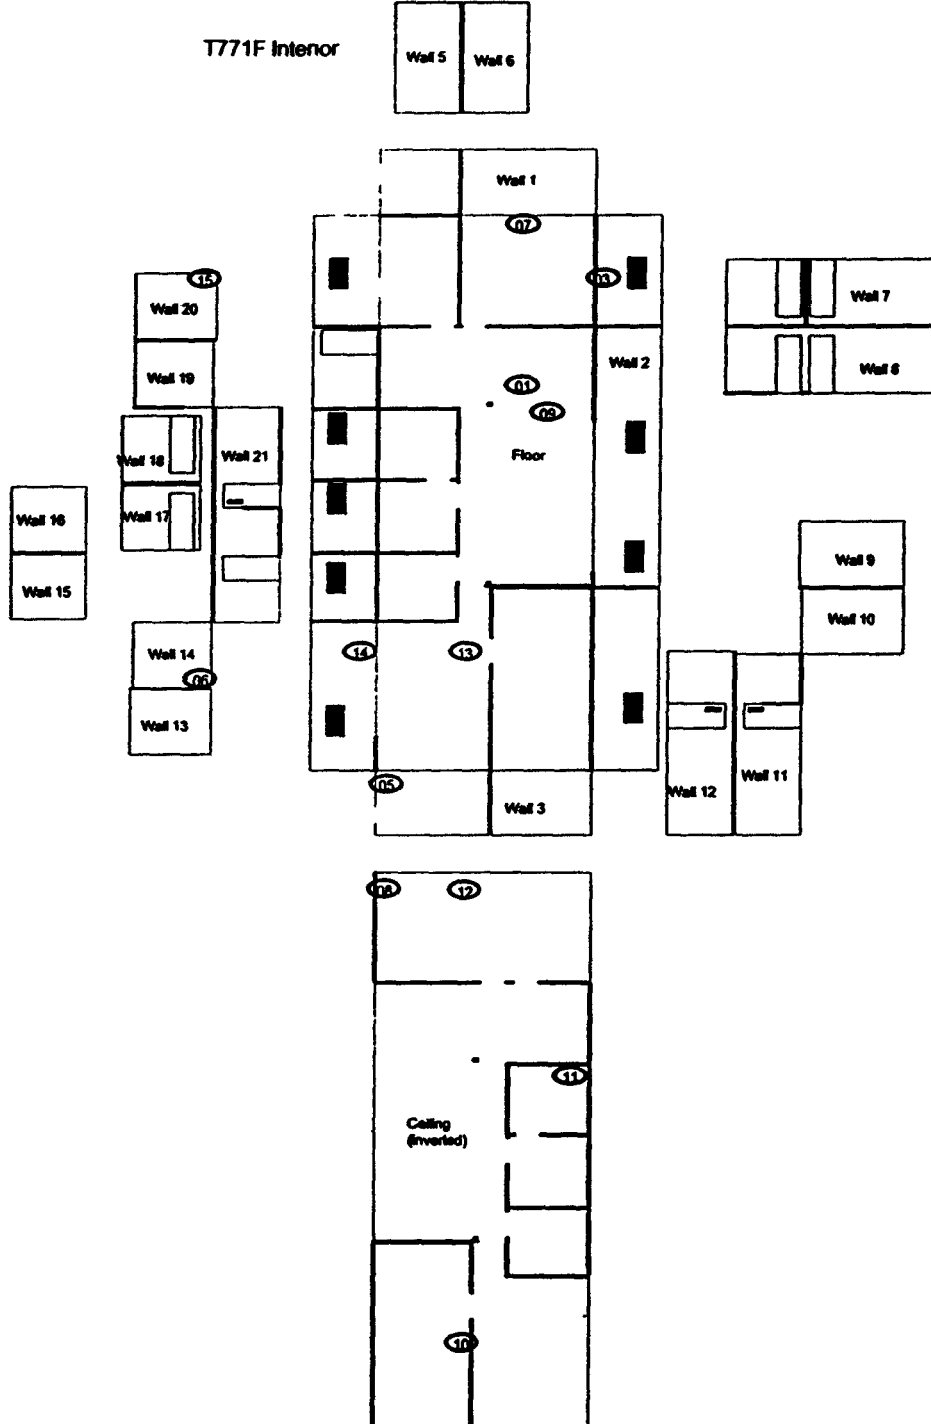 T771F Interior
Wall 5
Wall 6
Wall 1
07
15
03
Wall 7
Wall 20
Wall 2
Wall 8
Wall 19
01
09
Floor
Wall 18
Wall 21
Wall 16
Wall 17
Wall 9
Wall 15
Wall 10
14
13
Wall 14
06
Wall 13
Wall 11
Wall 12
05
Wall 3
08
12
11
Ceiling
(inverted)
10